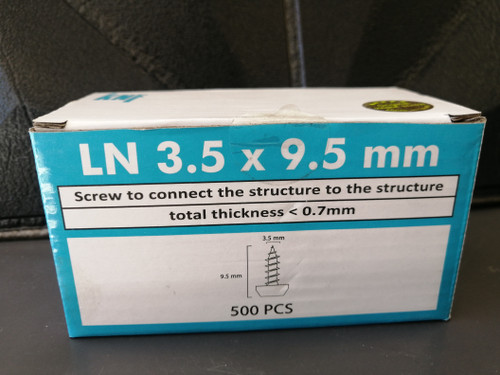 LN 3.5 x 9.5 mm
Screw to connect the structure to the structure
total thickness < 0.7mm
3.5 mm
9.5 mm
500 PCS